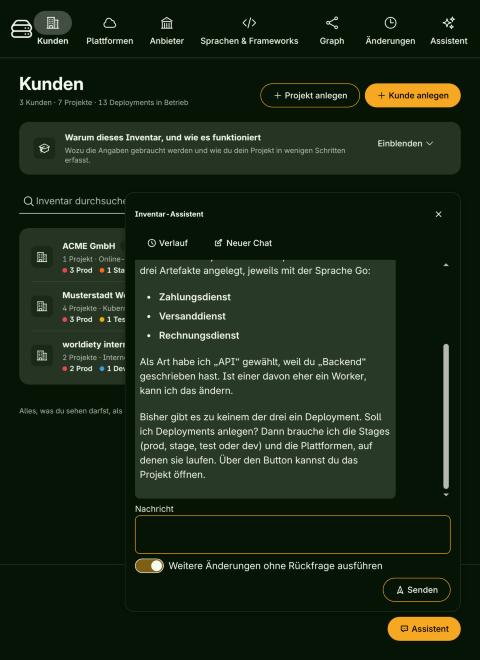 Kunden
Plattformen
Anbieter
Sprachen & Frameworks
Graph
Änderungen
Assistent
Kunden
3 Kunden · 7 Projekte · 13 Deployments in Betrieb
+ Projekt anlegen
+ Kunde anlegen
Warum dieses Inventar, und wie es funktioniert
Wozu die Angaben gebraucht werden und wie du dein Projekt in wenigen Schritten
erfasst.
Einblenden
Inventar durchsuche
ACME GmbH
1 Projekt · Online-
3 Prod 1 Sta
Musterstadt We
4 Projekte · Kubern
3 Prod 1 Tes
worldiety intern
2 Projekte · Interne
2 Prod 1 Dev
Alles, was du sehen darfst, als
Inventar-Assistent
Verlauf
Neuer Chat
drei Artefakte angelegt, jeweils mit der Sprache Go:
• Zahlungsdienst
• Versanddienst
• Rechnungsdienst
Als Art habe ich „API" gewählt, weil du „Backend"
geschrieben hast. Ist einer davon eher ein Worker,
kann ich das ändern.
Bisher gibt es zu keinem der drei ein Deployment. Soll
ich Deployments anlegen? Dann brauche ich die Stages
(prod, stage, test oder dev) und die Plattformen, auf
denen sie laufen. Über den Button kannst du das
Projekt öffnen.
Nachricht
Weitere Änderungen ohne Rückfrage ausführen
Senden
Assistent